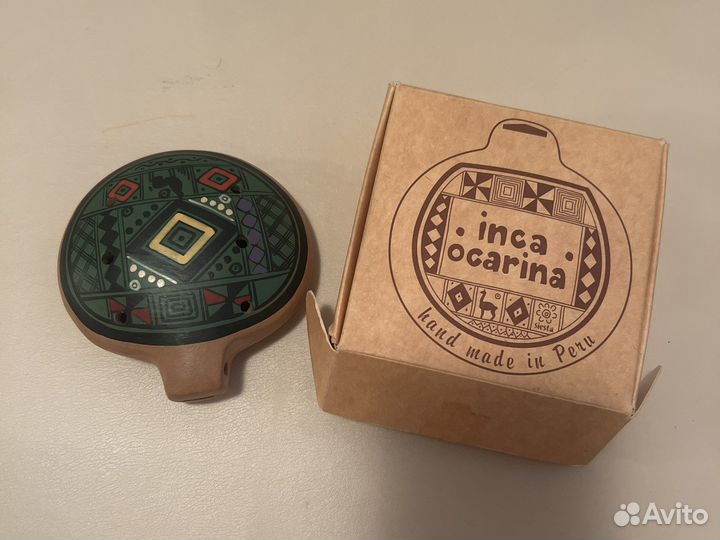 inca
ocarina
siesta
hand made in Peru
Avito